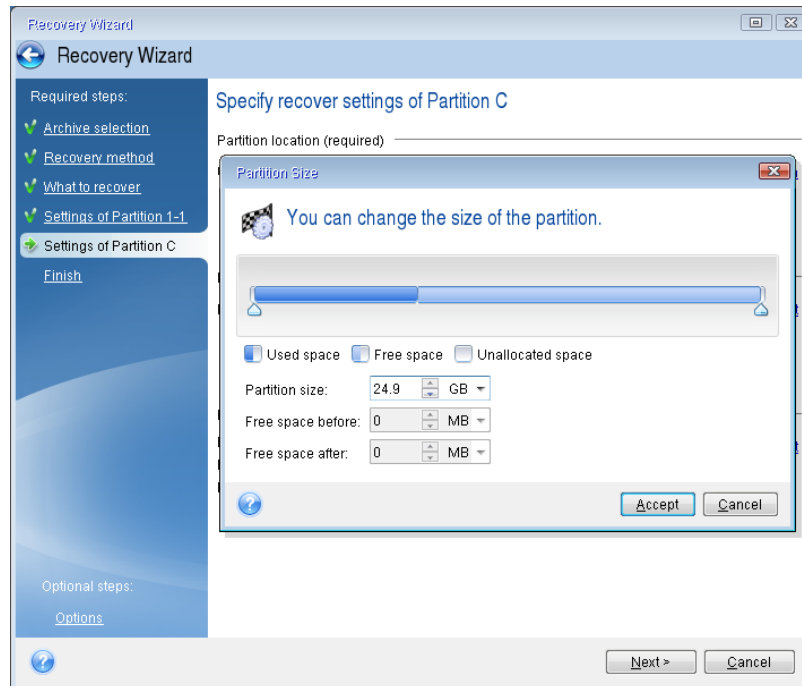 Recovery Wizard
Recovery Wizard
Required steps:
Archive selection
Recovery method
What to recover
Settings of Partition 1-1
Settings of Partition C
Finish
Optional steps:
Options
Specify recover settings of Partition C
Partition location (required)
Partition Size
You can change the size of the partition.
Used space Free space Unallocated space
Partition size: 24.9 GB
Free space before: 0 MB
Free space after: 0 MB
Accept Cancel
Next > Cancel